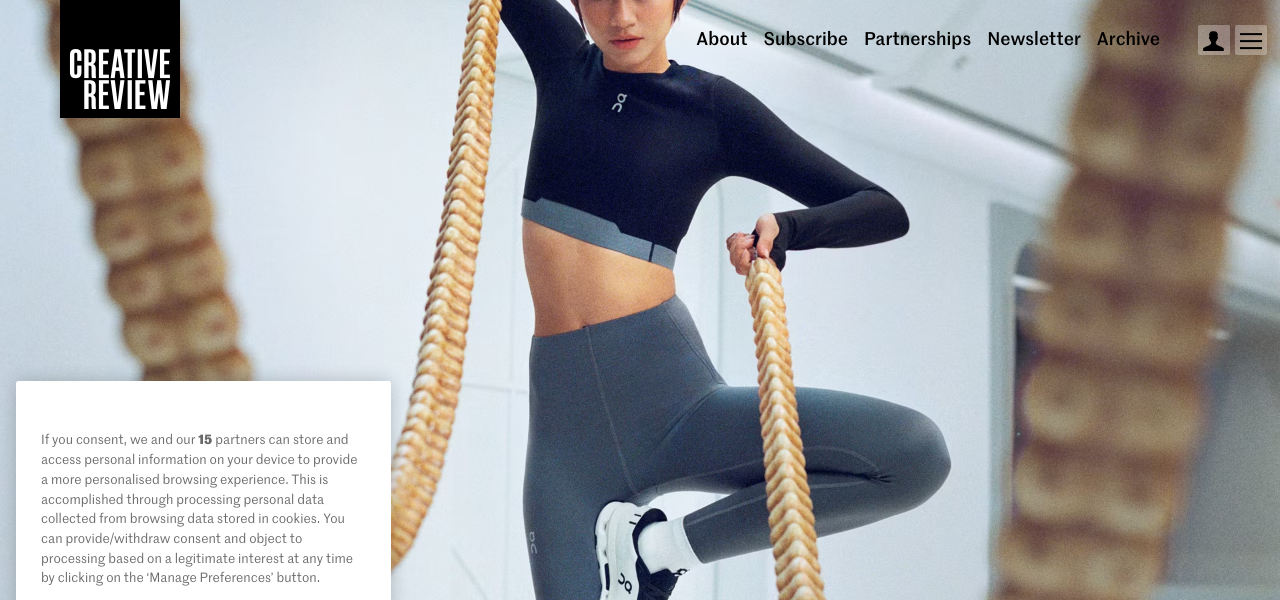 CREATIVE
REVIEW
About Subscribe Partnerships Newsletter Archive
If you consent, we and our 15 partners can store and
access personal information on your device to provide
a more personalised browsing experience. This is
accomplished through processing personal data
collected from browsing data stored in cookies. You
can provide/withdraw consent and object to
processing based on a legitimate interest at any time
by clicking on the ‘Manage Preferences’ button.